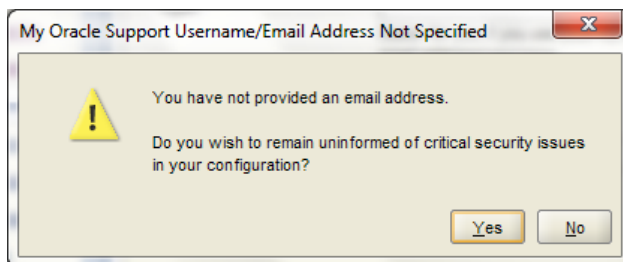 My Oracle Support Username/Email Address Not Specified
You have not provided an email address.
Do you wish to remain uninformed of critical security issues
in your configuration?
Yes
No